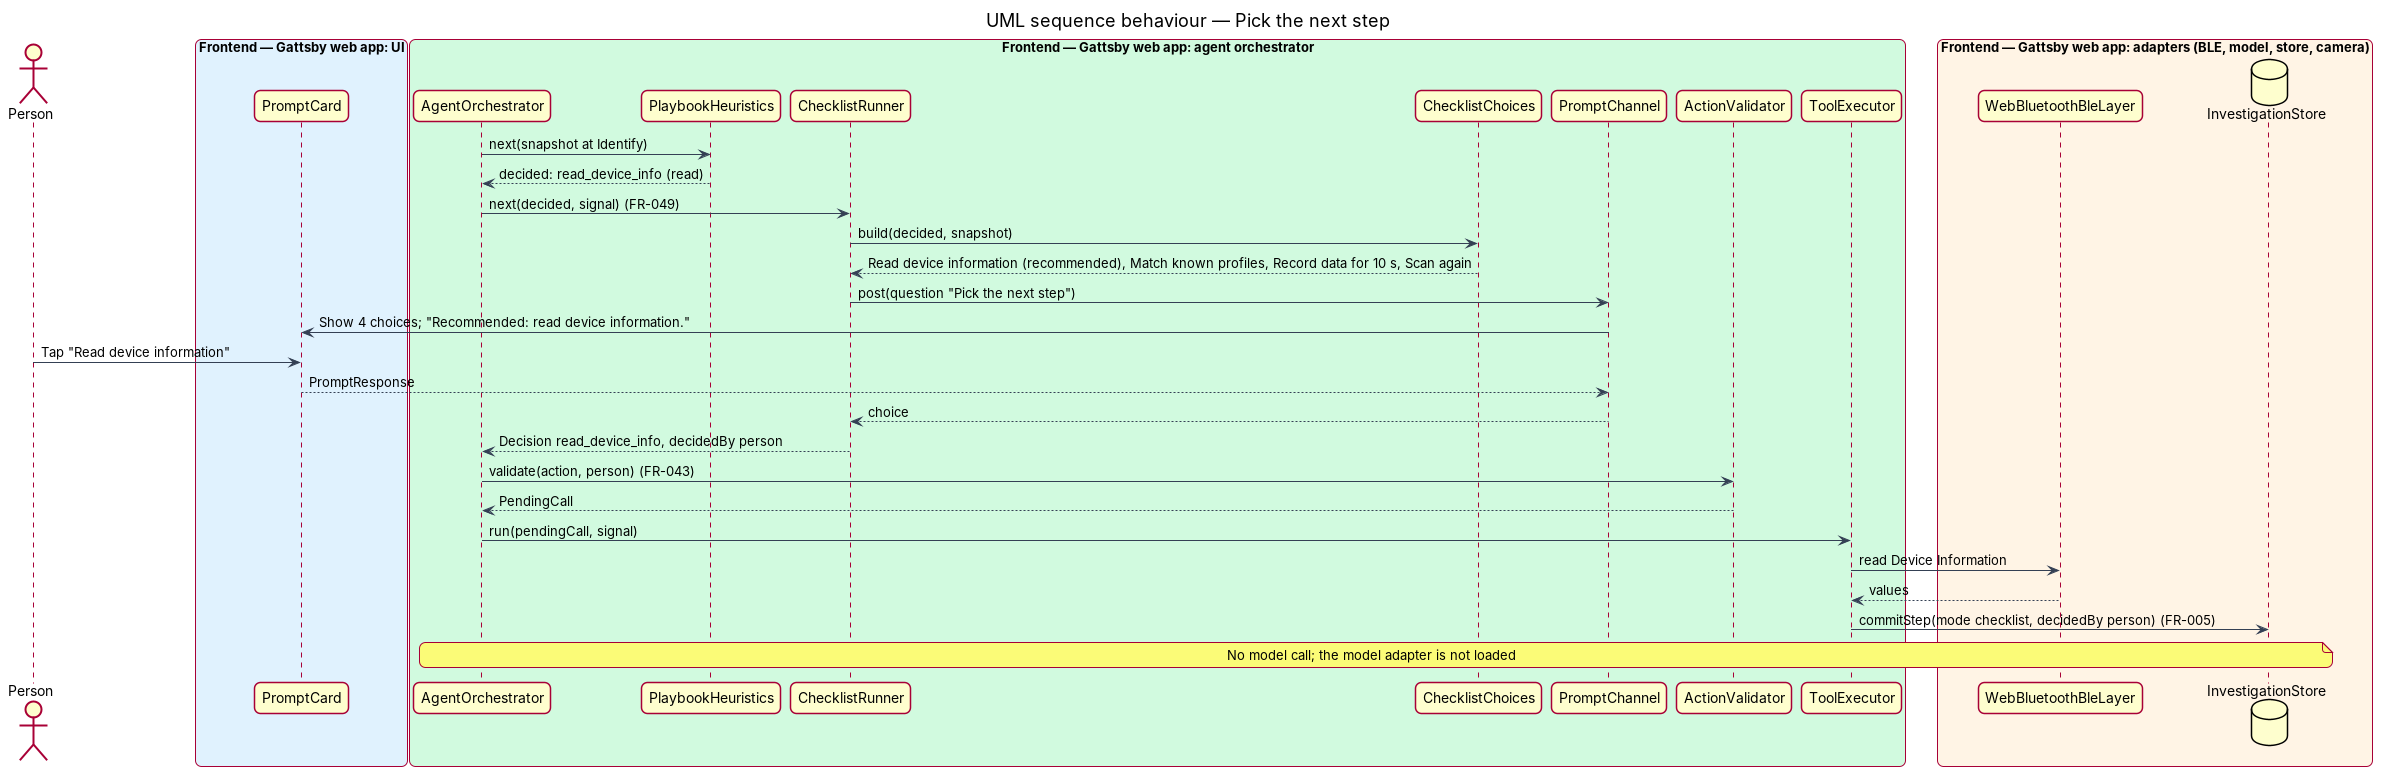 UML sequence behaviour — Pick the next step
Frontend — Gattsby web app: UI
Frontend — Gattsby web app: agent orchestrator
Frontend — Gattsby web app: adapters (BLE, model, store, camera)
Person
PromptCard
AgentOrchestrator
PlaybookHeuristics
ChecklistRunner
ChecklistChoices
PromptChannel
ActionValidator
ToolExecutor
WebBluetoothBleLayer
InvestigationStore
next(snapshot at Identify)
decided: read_device_info (read)
next(decided, signal) (FR-049)
build(decided, snapshot)
Read device information (recommended), Match known profiles, Record data for 10 s, Scan again
post(question "Pick the next step")
Show 4 choices; "Recommended: read device information."
Tap "Read device information"
PromptResponse
choice
Decision read_device_info, decidedBy person
validate(action, person) (FR-043)
PendingCall
run(pendingCall, signal)
read Device Information
values
commitStep(mode checklist, decidedBy person) (FR-005)
No model call; the model adapter is not loaded
Person
PromptCard
AgentOrchestrator
PlaybookHeuristics
ChecklistRunner
ChecklistChoices
PromptChannel
ActionValidator
ToolExecutor
WebBluetoothBleLayer
InvestigationStore